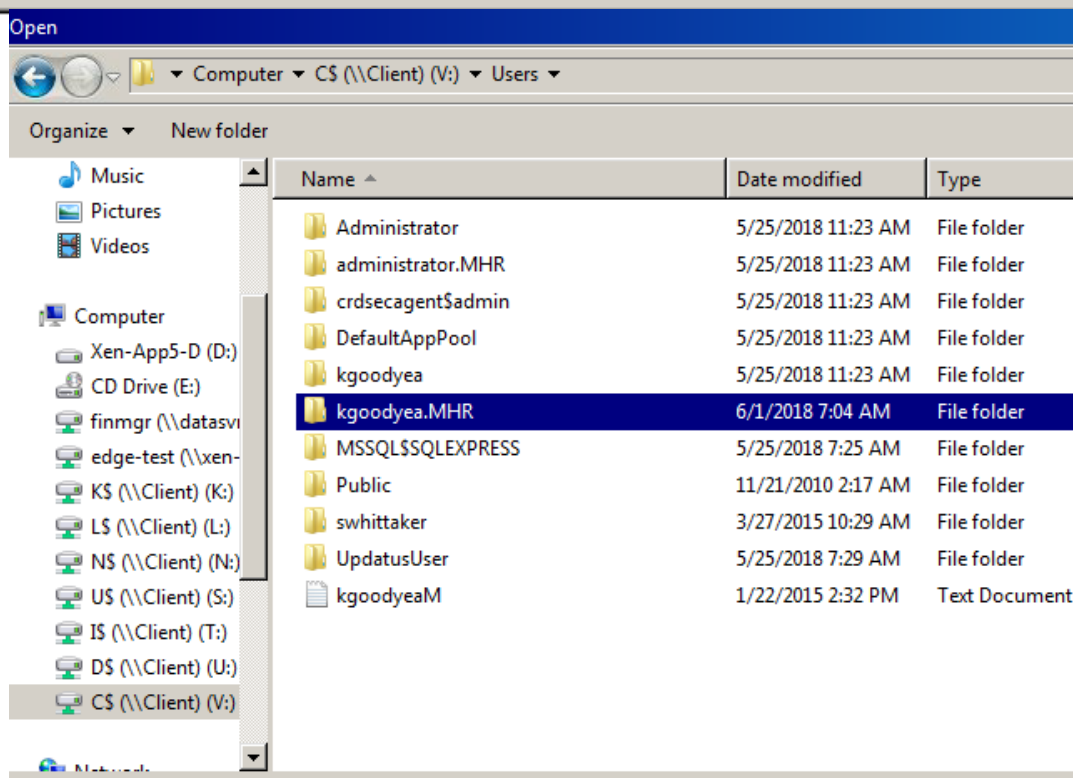 Open
Computer C$ (\\Client) (V:) Users
Organize New folder
Music
Pictures
Videos
Computer
Xen-App5-D (D:)
CD Drive (E:)
finmgr (\\datasvr
edge-test (\\xen-
K$ (\\Client) (K:)
L$ (\\Client) (L:)
N$ (\\Client) (N:)
U$ (\\Client) (S:)
I$ (\\Client) (T:)
D$ (\\Client) (U:)
C$ (\\Client) (V:)
Network
Name Date modified Type
Administrator 5/25/2018 11:23 AM File folder
administrator.MHR 5/25/2018 11:23 AM File folder
crdsecagent$admin 5/25/2018 11:23 AM File folder
DefaultAppPool 5/25/2018 11:23 AM File folder
kgoodyea 5/25/2018 11:23 AM File folder
kgoodyea.MHR 6/1/2018 7:04 AM File folder
MSSQL$SQLEXPRESS 5/25/2018 7:25 AM File folder
Public 11/21/2010 2:17 AM File folder
swhittaker 3/27/2015 10:29 AM File folder
UpdatusUser 5/25/2018 7:29 AM File folder
kgoodyeaM 1/22/2015 2:32 PM Text Document